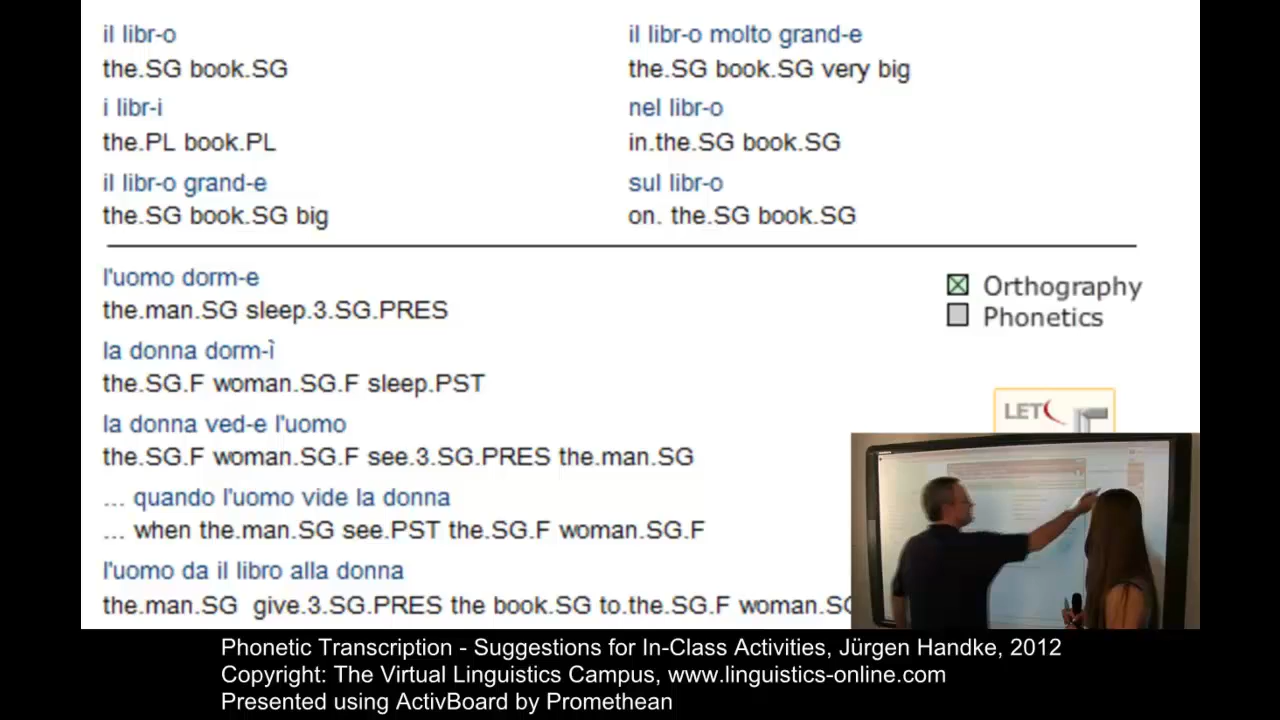 il libr-o
the.SG book.SG
i libr-i
the.PL book.PL
il libr-o grand-e
the.SG book.SG big
il libr-o molto grand-e
the.SG book.SG very big
nel libr-o
in.the.SG book.SG
sul libr-o
on. the.SG book.SG
l'uomo dorm-e
the.man.SG sleep.3.SG.PRES
la donna dorm-ì
the.SG.F woman.SG.F sleep.PST
la donna ved-e l'uomo
the.SG.F woman.SG.F see.3.SG.PRES the.man.SG
... quando l'uomo vide la donna
... when the.man.SG see.PST the.SG.F woman.SG.F
l'uomo da il libro alla donna
the.man.SG give.3.SG.PRES the book.SG to.the.SG.F woman.SG
Orthography
Phonetics
LET
Phonetic Transcription - Suggestions for In-Class Activities, Jürgen Handke, 2012
Copyright: The Virtual Linguistics Campus, www.linguistics-online.com
Presented using ActivBoard by Promethean